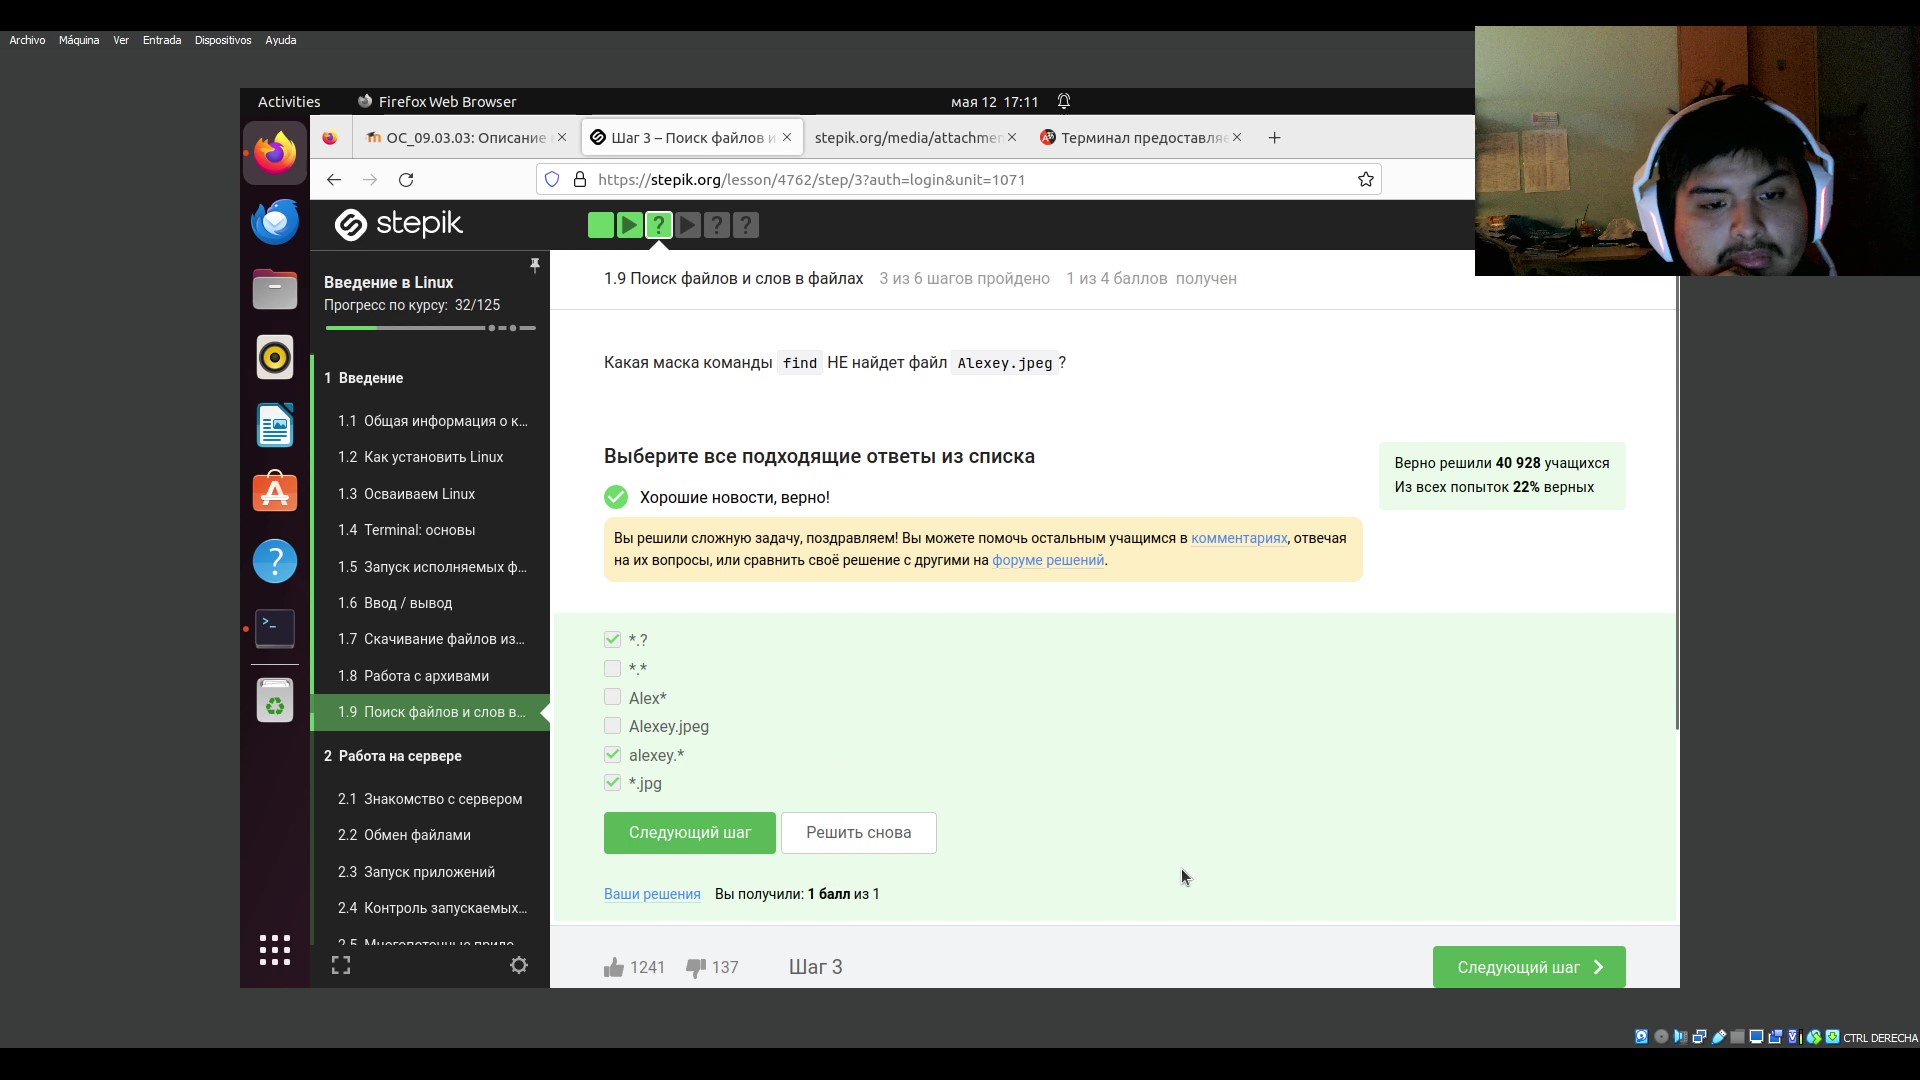 Archivo Máquina Ver Entrada Dispositivos Ayuda
Activities Firefox Web Browser мая 12 17:11
ОС_09.03.03: Описание Шаг 3 – Поиск файлов и stepik.org/media/attachmen Терминал предоставляе
https://stepik.org/lesson/4762/step/3?auth=login&unit=1071
stepik
Введение в Linux
Прогресс по курсу: 32/125
1 Введение
1.1 Общая информация о к...
1.2 Как установить Linux
1.3 Осваиваем Linux
1.4 Terminal: основы
1.5 Запуск исполняемых ф...
1.6 Ввод / вывод
1.7 Скачивание файлов из...
1.8 Работа с архивами
1.9 Поиск файлов и слов в...
2 Работа на сервере
2.1 Знакомство с сервером
2.2 Обмен файлами
2.3 Запуск приложений
2.4 Контроль запускаемых...
1.9 Поиск файлов и слов в файлах 3 из 6 шагов пройдено 1 из 4 баллов получен
Какая маска команды find НЕ найдет файл Alexey.jpeg?
Выберите все подходящие ответы из списка
Хорошие новости, верно!
Верно решили 40 928 учащихся
Из всех попыток 22% верных
Вы решили сложную задачу, поздравляем! Вы можете помочь остальным учащимся в комментариях, отвечая
на их вопросы, или сравнить своё решение с другими на форуме решений.
*.?
*.*
Alex*
Alexey.jpeg
alexey.*
*.jpg
Следующий шаг Решить снова
Ваши решения Вы получили: 1 балл из 1
1241 137 Шаг 3 Следующий шаг
CTRL DERECHA